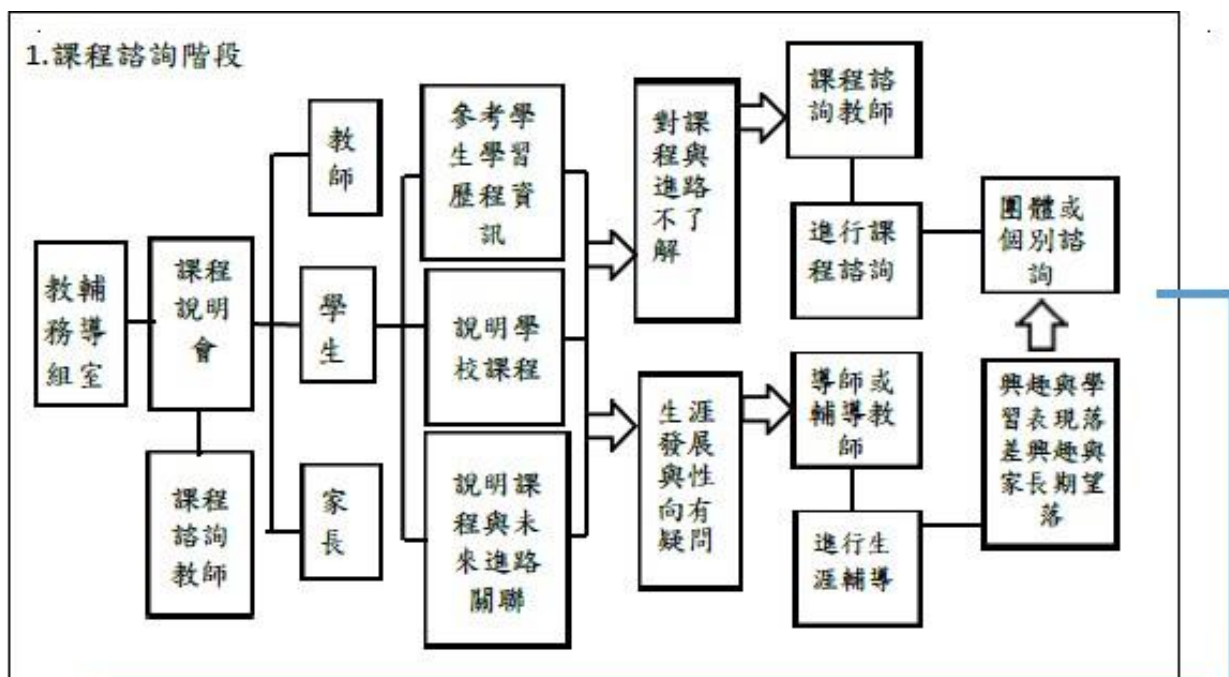 1.課程諮詢階段
教輔
務導
組室
課程
說明
會
課程
諮詢
教師
教
師
學
生
家
長
參考學
生學習
歷程資
訊
說明學
校課程
說明課
程與未
來進路
關聯
對課
程與
進路
不了
解
生涯
發展
與性
向有
疑問
課程諮
詢教師
進行課
程諮詢
導師或
輔導教
師
進行生
涯輔導
團體或
個別諮
詢
興趣與學
習表現落
差興趣與
家長期望
落